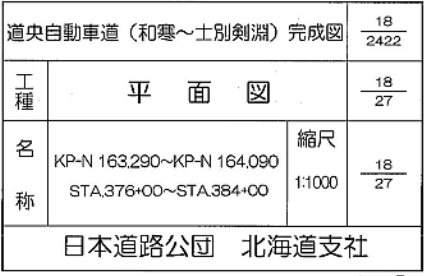 道央自動車道（和寒～士別剣淵）完成図 18/2422
工種 平面図 18/27
名称 KP-N 163.290～KP-N 164.090 縮尺 18/27
STA.376+00～STA.384+00 1:1000
日本道路公団 北海道支社